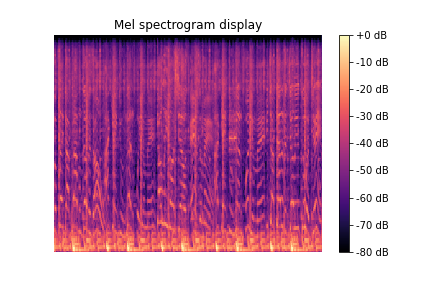 Mel spectrogram display
+0 dB
-10 dB
-20 dB
-30 dB
-40 dB
-50 dB
-60 dB
-70 dB
-80 dB